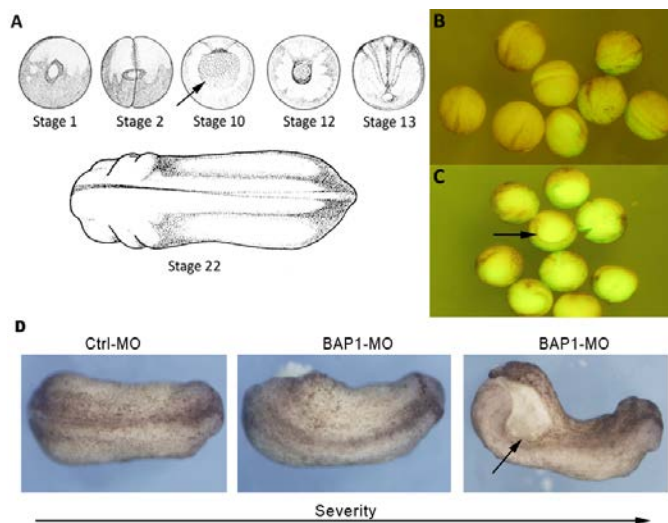 A
Stage 1 Stage 2 Stage 10 Stage 12 Stage 13
Stage 22
B
C
D
Ctrl-MO BAP1-MO BAP1-MO
Severity